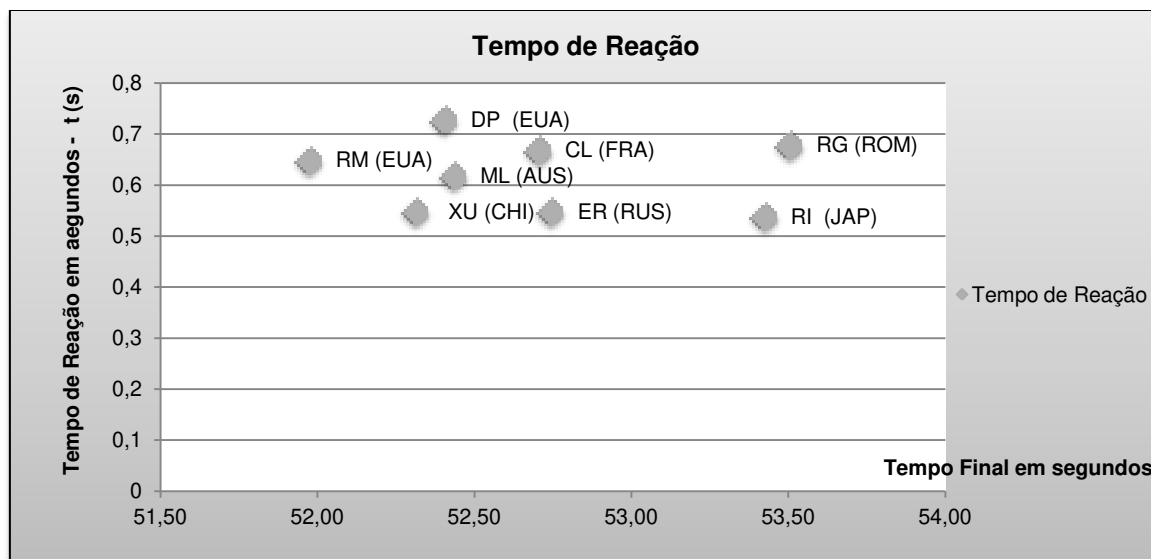 Tempo de Reação
Tempo de Reação em aegundos - t (s)
0,8
0,7
0,6
0,5
0,4
0,3
0,2
0,1
0
DP (EUA)
RM (EUA)
CL (FRA)
RG (ROM)
ML (AUS)
XU (CHI)
ER (RUS)
RI (JAP)
Tempo de Reação
Tempo Final em segundos
51,50 52,00 52,50 53,00 53,50 54,00